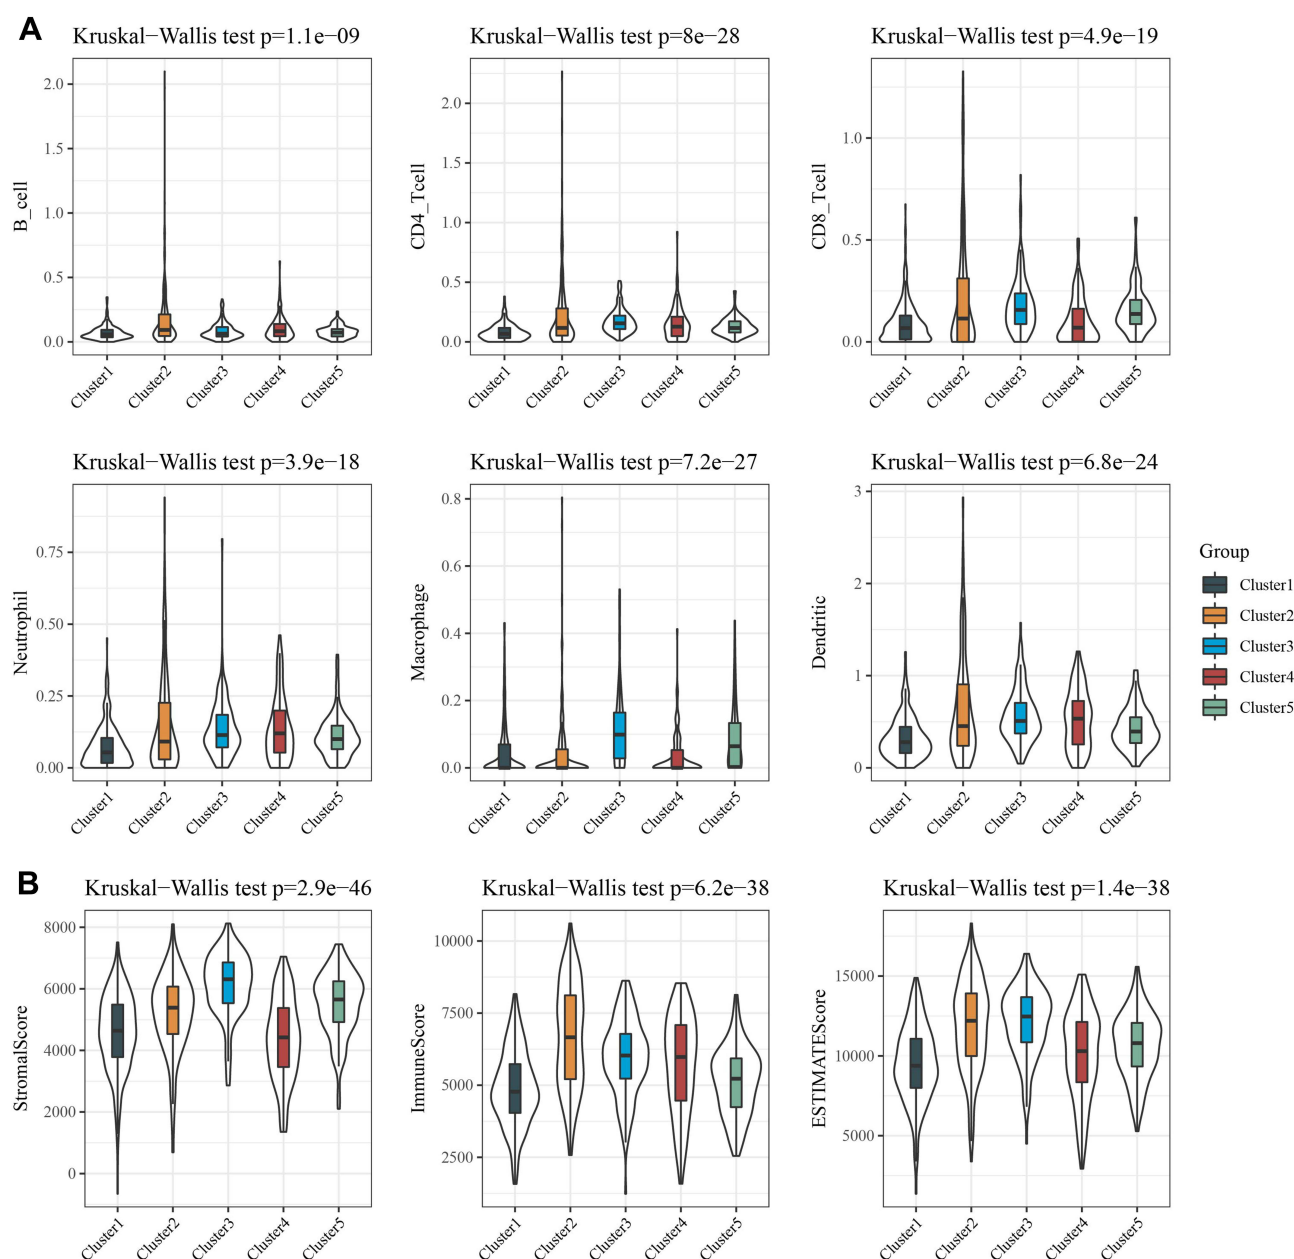 A
Kruskal−Wallis test p=1.1e−09
B_cell
2.0
1.5
1.0
0.5
0.0
Cluster1
Cluster2
Cluster3
Cluster4
Cluster5
Kruskal−Wallis test p=8e−28
CD4_Tcell
2.0
1.5
1.0
0.5
0.0
Cluster1
Cluster2
Cluster3
Cluster4
Cluster5
Kruskal−Wallis test p=4.9e−19
CD8_Tcell
1.0
0.5
0.0
Cluster1
Cluster2
Cluster3
Cluster4
Cluster5
Kruskal−Wallis test p=3.9e−18
Neutrophil
0.75
0.50
0.25
0.00
Cluster1
Cluster2
Cluster3
Cluster4
Cluster5
Kruskal−Wallis test p=7.2e−27
Macrophage
0.8
0.6
0.4
0.2
0.0
Cluster1
Cluster2
Cluster3
Cluster4
Cluster5
Kruskal−Wallis test p=6.8e−24
Dendritic
3
2
1
0
Cluster1
Cluster2
Cluster3
Cluster4
Cluster5
Group
Cluster1
Cluster2
Cluster3
Cluster4
Cluster5
B
Kruskal−Wallis test p=2.9e−46
StromalScore
8000
6000
4000
2000
0
Cluster1
Cluster2
Cluster3
Cluster4
Cluster5
Kruskal−Wallis test p=6.2e−38
ImmuneScore
10000
7500
5000
2500
Cluster1
Cluster2
Cluster3
Cluster4
Cluster5
Kruskal−Wallis test p=1.4e−38
ESTIMATEScore
15000
10000
5000
Cluster1
Cluster2
Cluster3
Cluster4
Cluster5